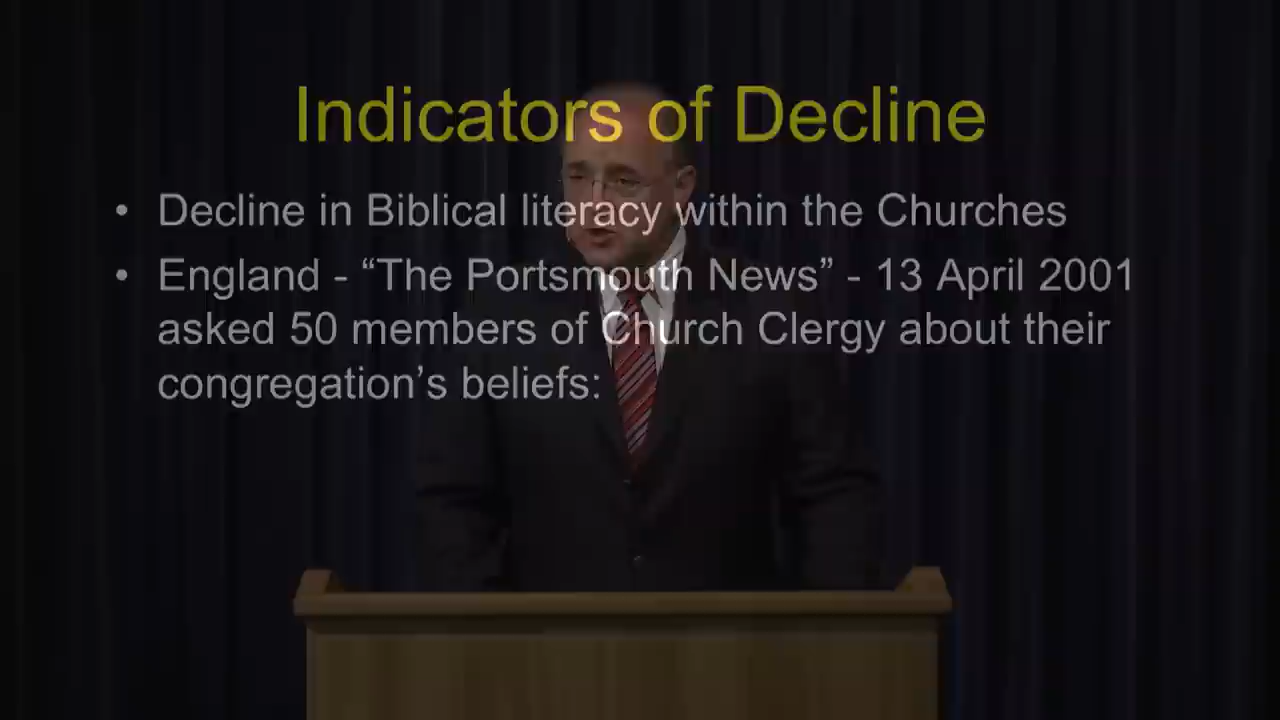 Indicators of Decline
• Decline in Biblical literacy within the Churches
• England - “The Portsmouth News” - 13 April 2001
asked 50 members of Church Clergy about their
congregation’s beliefs: